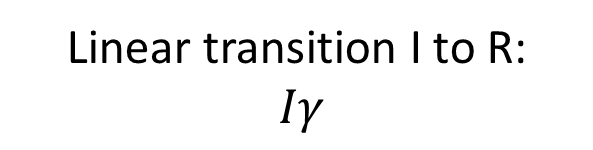 Linear transition I to R:
𝐼𝛾